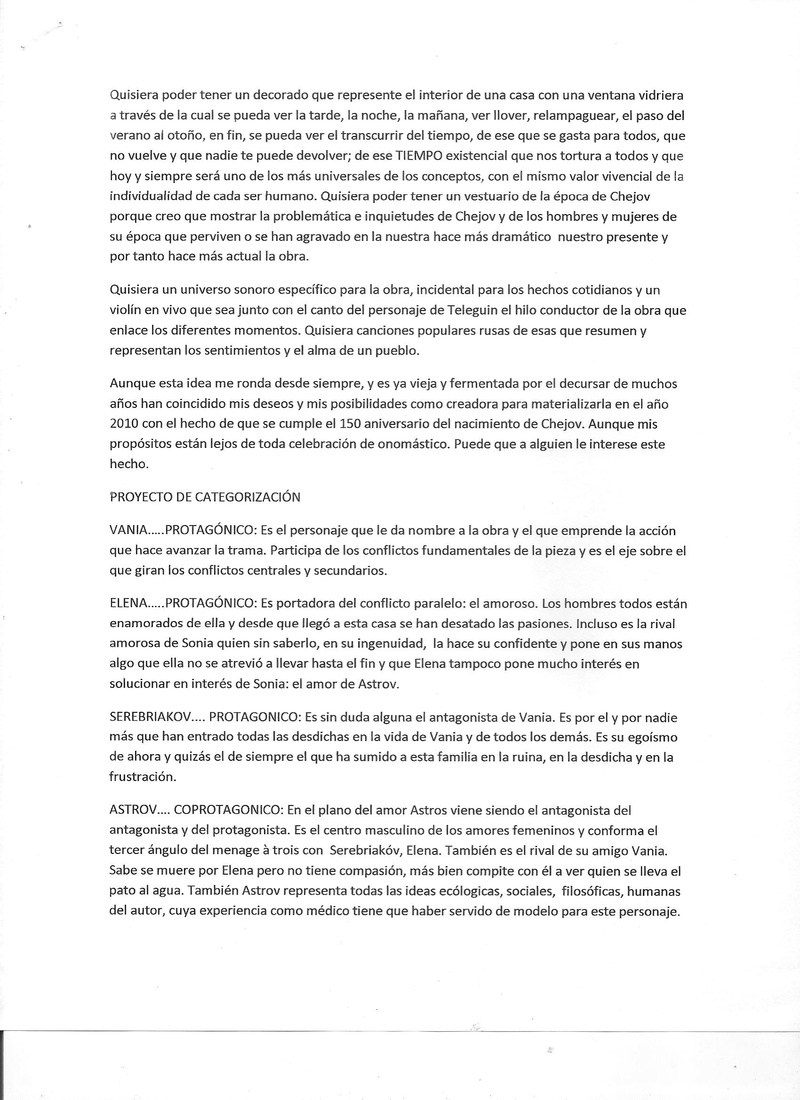 Quisiera poder tener un decorado que represente el interior de una casa con una ventana vidriera
a través de la cual se pueda ver la tarde, la noche, la mañana, ver llover, relampaguear, el paso del
verano al otoño, en fin, se pueda ver el transcurrir del tiempo, de ese que se gasta para todos, que
no vuelve y que nadie te puede devolver; de ese TIEMPO existencial que nos tortura a todos y que
hoy y siempre será uno de los más universales de los conceptos, con el mismo valor vivencial de la
individualidad de cada ser humano. Quisiera poder tener un vestuario de la época de Chejov
porque creo que mostrar la problemática e inquietudes de Chejov y de los hombres y mujeres de
su época que perviven o se han agravado en la nuestra hace más dramático  nuestro presente y
por tanto hace más actual la obra.
Quisiera un universo sonoro específico para la obra, incidental para los hechos cotidianos y un
violín en vivo que sea junto con el canto del personaje de Teleguin el hilo conductor de la obra que
enlace los diferentes momentos. Quisiera canciones populares rusas de esas que resumen y
representan los sentimientos y el alma de un pueblo.
Aunque esta idea me ronda desde siempre, y es ya vieja y fermentada por el decursar de muchos
años han coincidido mis deseos y mis posibilidades como creadora para materializarla en el año
2010 con el hecho de que se cumple el 150 aniversario del nacimiento de Chejov. Aunque mis
propósitos están lejos de toda celebración de onomástico. Puede que a alguien le interese este
hecho.
PROYECTO DE CATEGORIZACIÓN
VANIA.....PROTAGÓNICO: Es el personaje que le da nombre a la obra y el que emprende la acción
que hace avanzar la trama. Participa de los conflictos fundamentales de la pieza y es el eje sobre el
que giran los conflictos centrales y secundarios.
ELENA.....PROTAGÓNICO: Es portadora del conflicto paralelo: el amoroso. Los hombres todos están
enamorados de ella y desde que llegó a esta casa se han desatado las pasiones. Incluso es la rival
amorosa de Sonia quien sin saberlo, en su ingenuidad,  la hace su confidente y pone en sus manos
algo que ella no se atrevió a llevar hasta el fin y que Elena tampoco pone mucho interés en
solucionar en interés de Sonia: el amor de Astrov.
SEREBRIAKOV.... PROTAGONICO: Es sin duda alguna el antagonista de Vania. Es por el y por nadie
más que han entrado todas las desdichas en la vida de Vania y de todos los demás. Es su egoísmo
de ahora y quizás el de siempre el que ha sumido a esta familia en la ruina, en la desdicha y en la
frustración.
ASTROV.... COPROTAGONICO: En el plano del amor Astros viene siendo el antagonista del
antagonista y del protagonista. Es el centro masculino de los amores femeninos y conforma el
tercer ángulo del menage à trois con  Serebriakóv, Elena. También es el rival de su amigo Vania.
Sabe se muere por Elena pero no tiene compasión, más bien compite con él a ver quien se lleva el
pato al agua. También Astrov representa todas las ideas ecólogicas, sociales,  filosóficas, humanas
del autor, cuya experiencia como médico tiene que haber servido de modelo para este personaje.